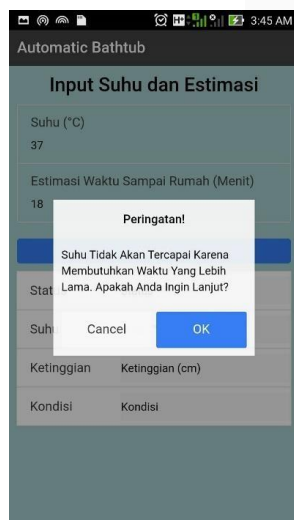 3:45 AM
Automatic Bathtub
Input Suhu dan Estimasi
Suhu (°C)
37
Estimasi Waktu Sampai Rumah (Menit)
18
Peringatan!
Suhu Tidak Akan Tercapai Karena
Membutuhkan Waktu Yang Lebih
Lama. Apakah Anda Ingin Lanjut?
Cancel OK
Stat
Suhu
Ketinggian Ketinggian (cm)
Kondisi Kondisi